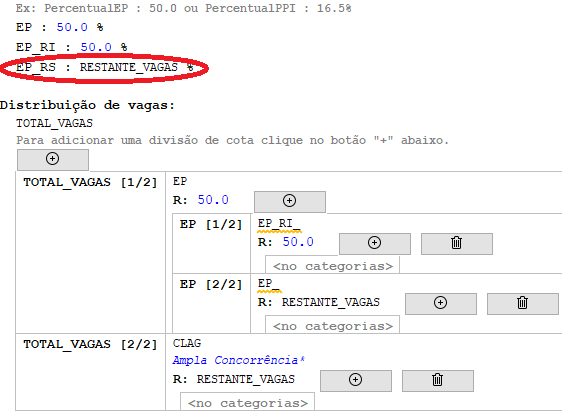 Ex: PercentualEP : 50.0 ou PercentualPPI : 16.5%
EP : 50.0 %
EP_RI : 50.0 %
EP_RS : RESTANTE_VAGAS %
Distribuição de vagas:
TOTAL_VAGAS
Para adicionar uma divisão de cota clique no botão "+" abaixo.
TOTAL_VAGAS [1/2]
EP
R: 50.0
EP [1/2]
EP_RI_
R: 50.0
<no categorias>
EP [2/2]
EP_
R: RESTANTE_VAGAS
<no categorias>
TOTAL_VAGAS [2/2]
CLAG
Ampla Concorrência*
R: RESTANTE_VAGAS
<no categorias>